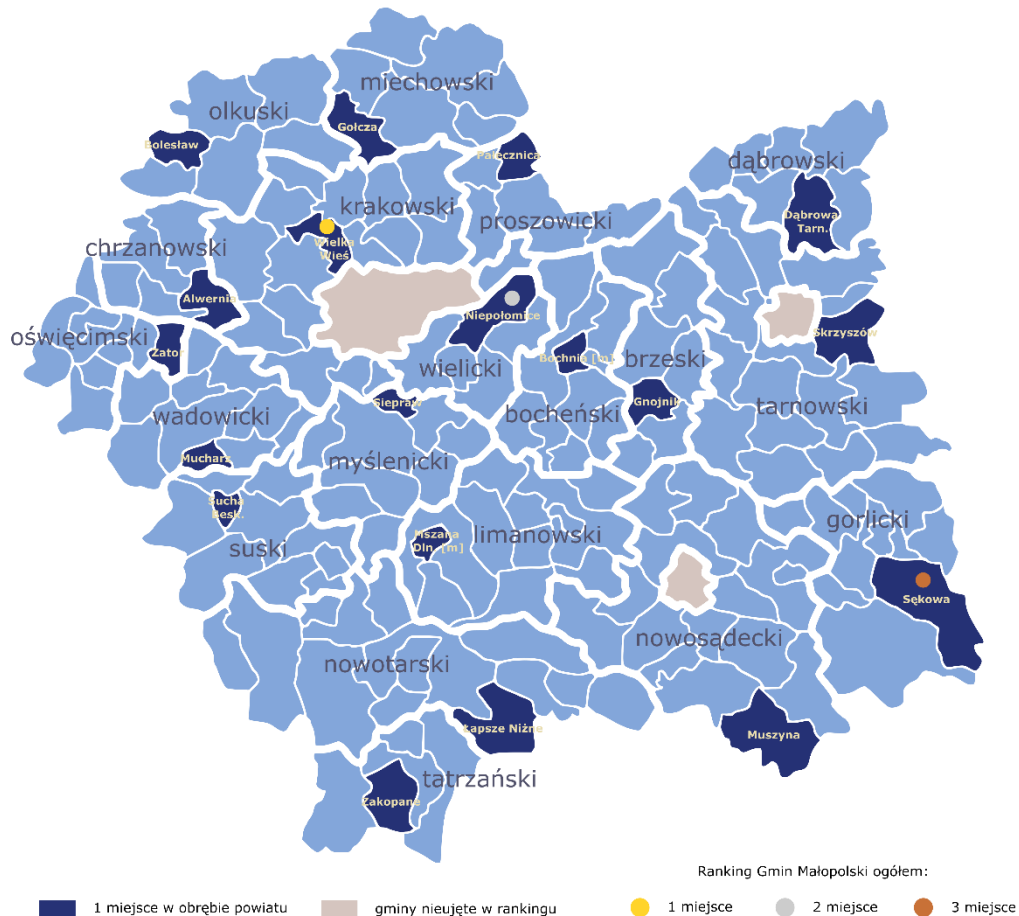 miechowski
olkuski
Gołcza
Bolesław
Pałecznica
dąbrowski
krakowski
Dąbrowa
Tarn.
proszowicki
Wielka
Wieś
chrzanowski
Alwernia
Niepołomice
Skrzyszów
oświęcimski
Zator
Bochnia [m]
brzeski
wielicki
Siepraw
Gnojnik
tarnowski
wadowicki
bocheński
Mucharz
myślenicki
Sucha
Besk.
gorlicki
Mszana
Dln. [m]
limanowski
suski
Sękowa
nowosądecki
nowotarski
Łapsze Niżne
Muszyna
tatrzański
Zakopane
Ranking Gmin Małopolski ogółem:
1 miejsce w obrębie powiatu
gminy nieujęte w rankingu
1 miejsce
2 miejsce
3 miejsce